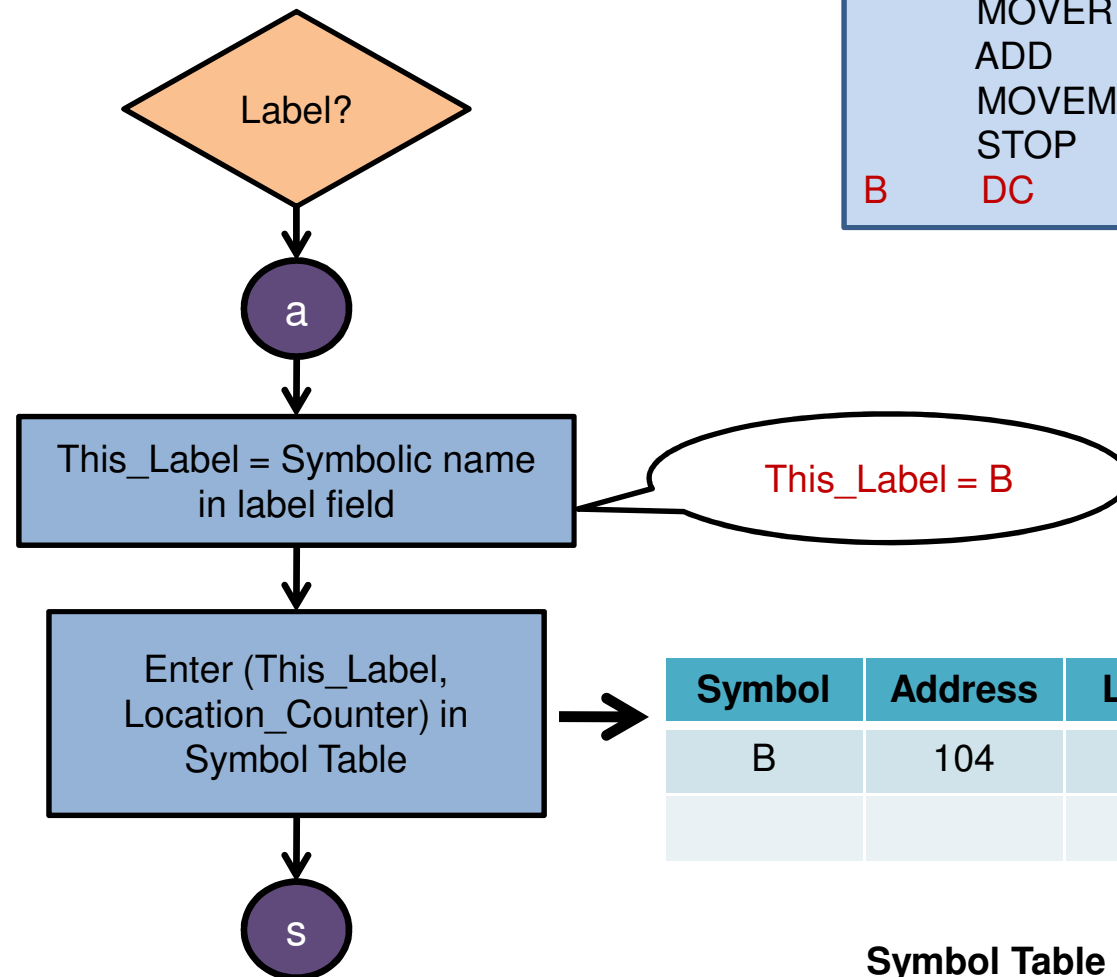 MOVER
ADD
MOVEM
STOP
B DC
Label?
a
This_Label = Symbolic name
in label field
This_Label = B
Enter (This_Label,
Location_Counter) in
Symbol Table
Symbol Address L
B 104
s
Symbol Table